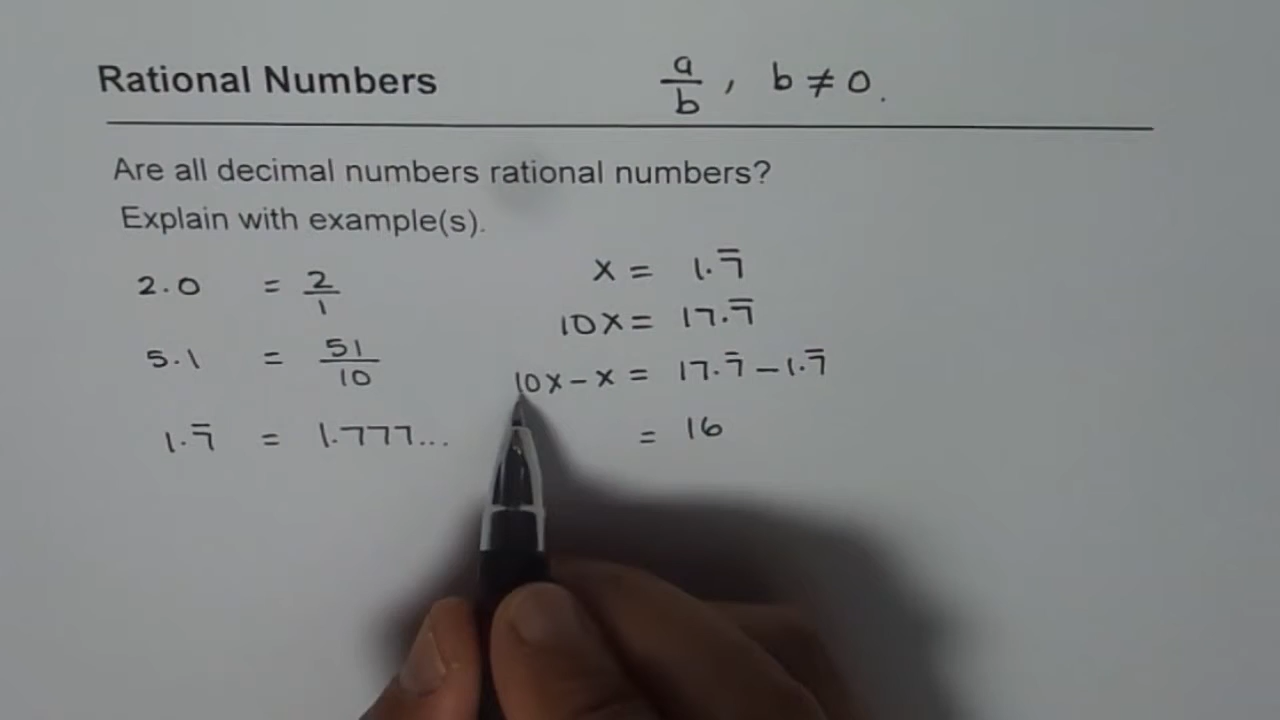 Rational Numbers a/b , b ≠ 0.
Are all decimal numbers rational numbers?
Explain with example(s).
2.0 = 2/1
5.1 = 51/10
1.7̅ = 1.777...
x = 1.7̅
10x = 17.7̅
10x - x = 17.7̅ - 1.7̅
= 16